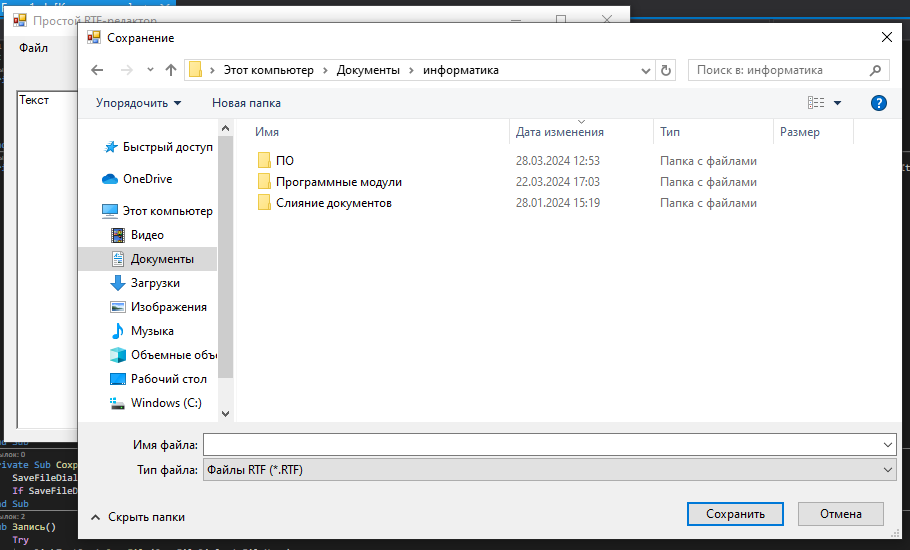 Простой RTF-редактор
Файл
Текст
Сохранение
Этот компьютер > Документы > информатика
Поиск в: информатика
Упорядочить
Новая папка
Имя
Дата изменения
Тип
Размер
Быстрый доступ
OneDrive
Этот компьютер
Видео
Документы
Загрузки
Изображения
Музыка
Объемные объ
Рабочий стол
Windows (C:)
ПО 28.03.2024 12:53 Папка с файлами
Программные модули 22.03.2024 17:03 Папка с файлами
Слияние документов 28.01.2024 15:19 Папка с файлами
Имя файла:
Тип файла: Файлы RTF (*.RTF)
Скрыть папки
Сохранить
Отмена
nd Sub
ылок: 0
rivate Sub Сохр
SaveFileDial
If SaveFileD
nd Sub
ылок: 2
ub Запись()
Try